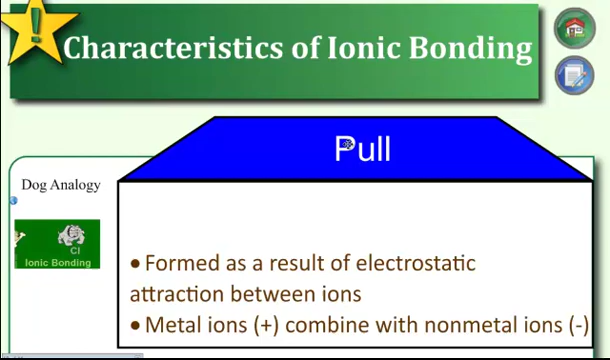 Characteristics of Ionic Bonding
Pull
Dog Analogy
Cl
Ionic Bonding
• Formed as a result of electrostatic
attraction between ions
• Metal ions (+) combine with nonmetal ions (-)